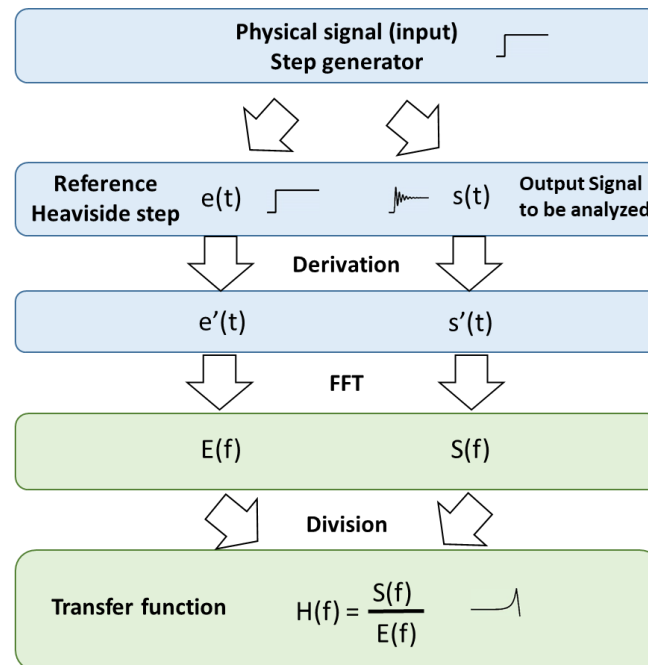 Physical signal (input)
Step generator
Reference
Heaviside step
e(t)
s(t)
Output Signal
to be analyzed
Derivation
e’(t)
s’(t)
FFT
E(f)
S(f)
Division
Transfer function
H(f) = S(f)
E(f)